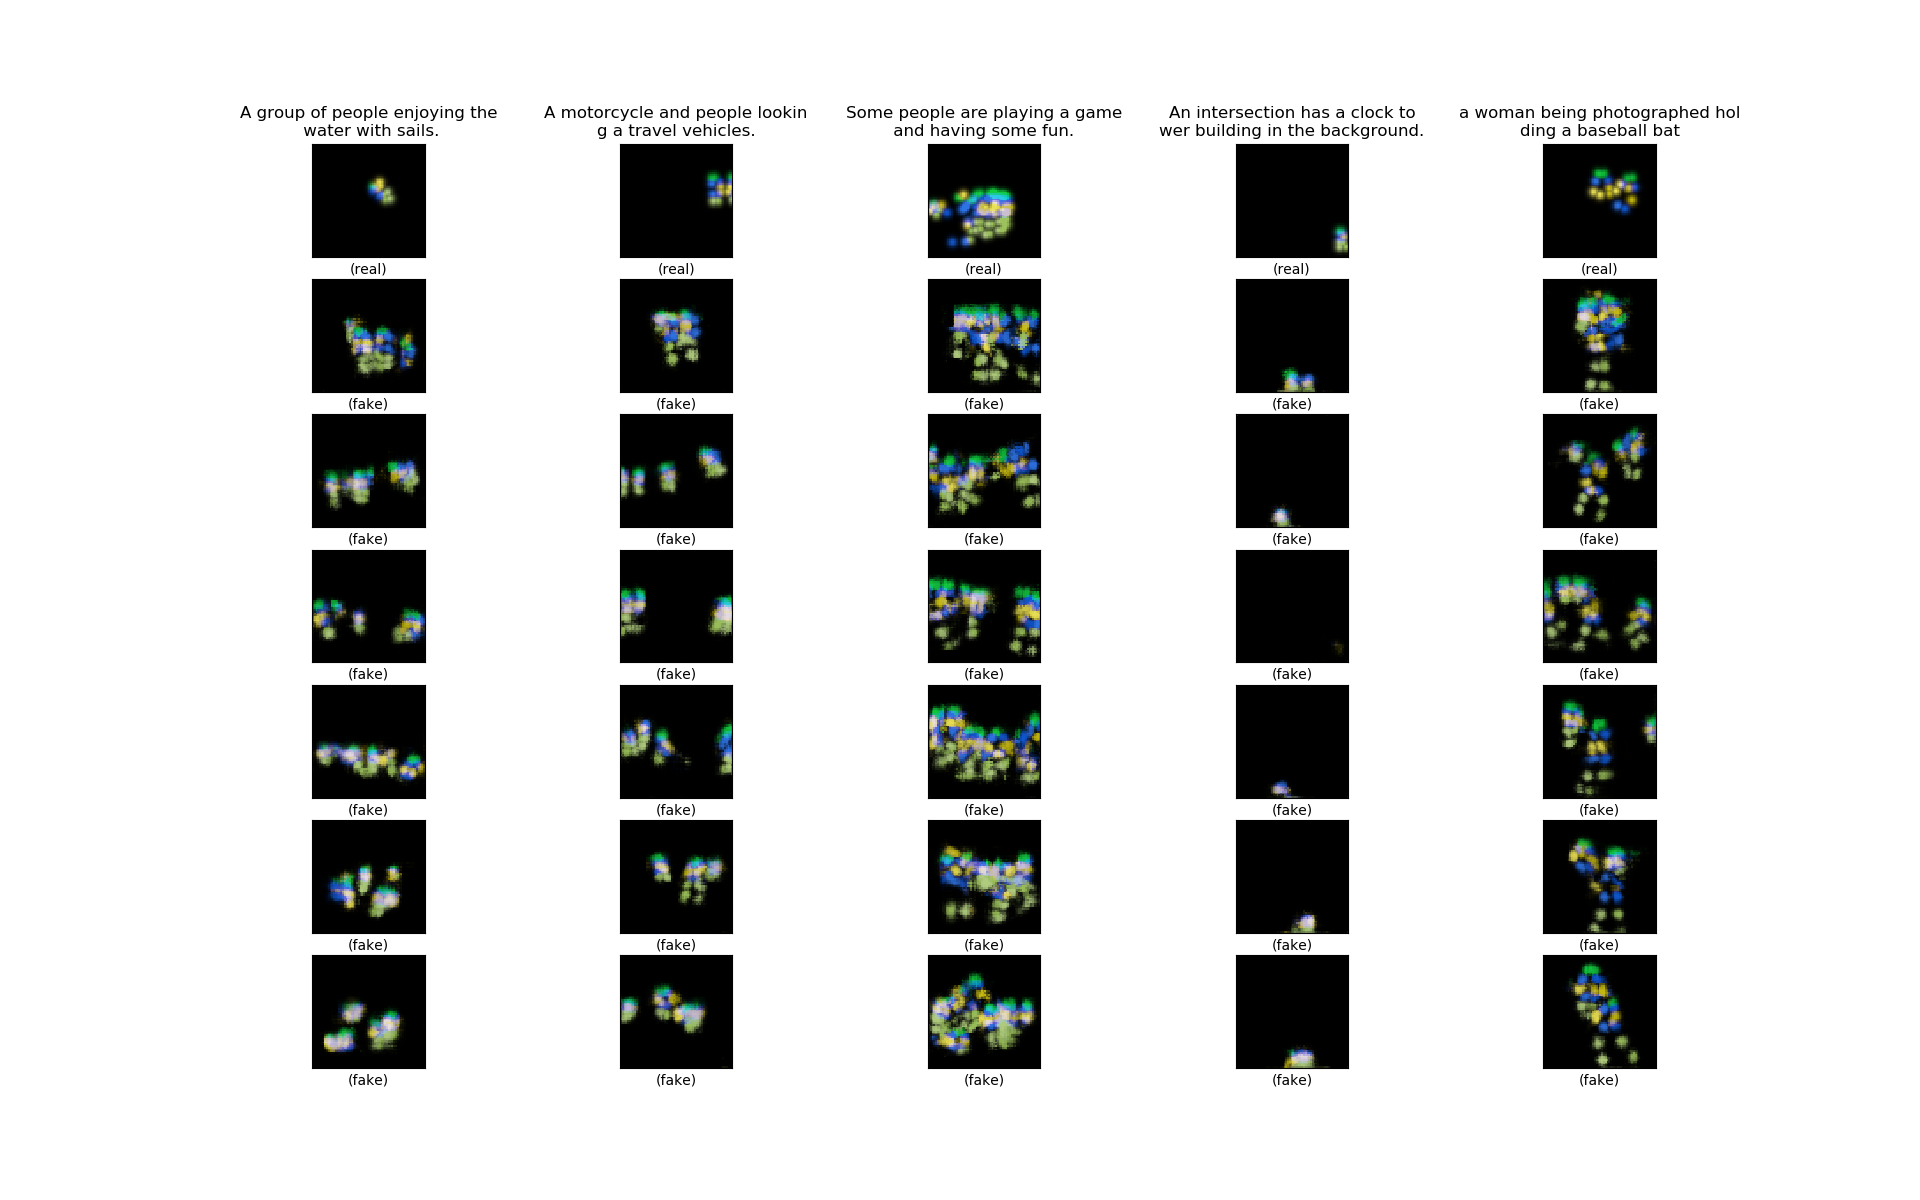 A group of people enjoying the
water with sails.
A motorcycle and people lookin
g a travel vehicles.
Some people are playing a game
and having some fun.
An intersection has a clock to
wer building in the background.
a woman being photographed hol
ding a baseball bat
(real) (real) (real) (real) (real)
(fake) (fake) (fake) (fake) (fake)
(fake) (fake) (fake) (fake) (fake)
(fake) (fake) (fake) (fake) (fake)
(fake) (fake) (fake) (fake) (fake)
(fake) (fake) (fake) (fake) (fake)
(fake) (fake) (fake) (fake) (fake)